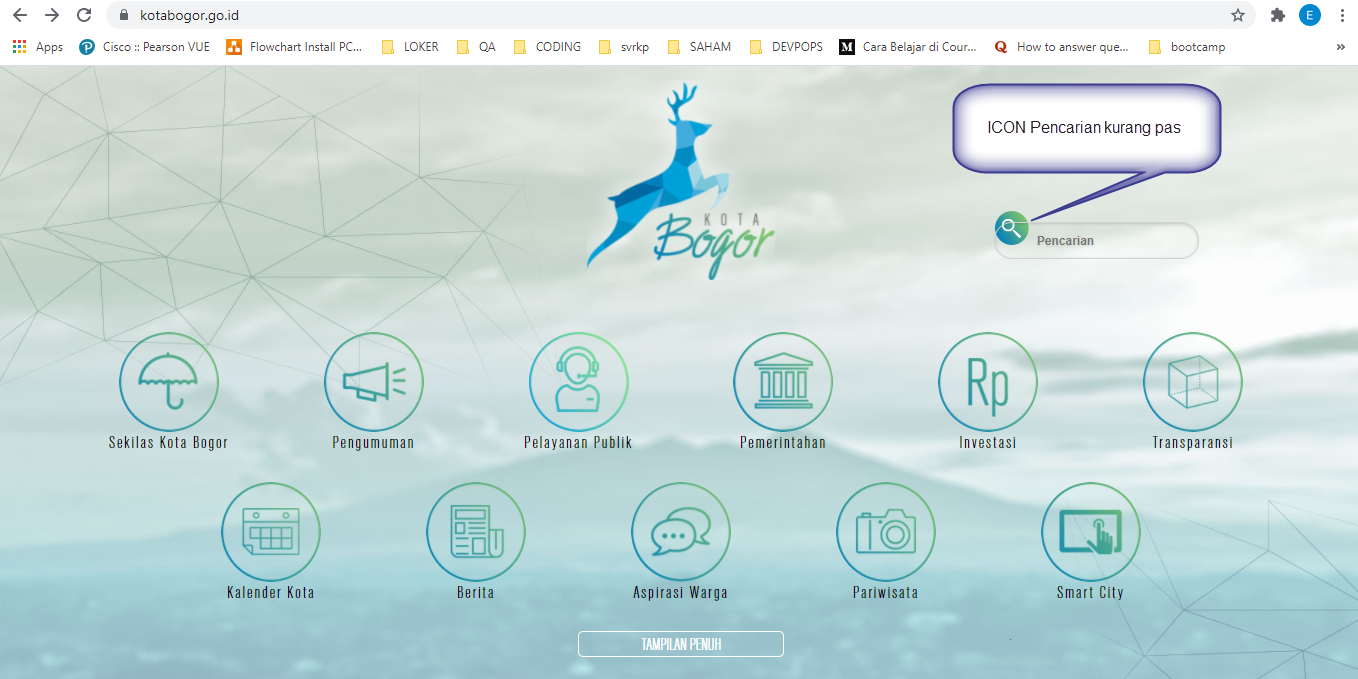 kotabogor.go.id
E
Apps Cisco :: Pearson VUE Flowchart Install PC... LOKER QA CODING svrkp SAHAM DEVPOPS M Cara Belajar di Cour... Q How to answer que... bootcamp »
ICON Pencarian kurang pas
KOTA
Bogor
Pencarian
Rp
Sekilas Kota Bogor Pengumuman Pelayanan Publik Pemerintahan Investasi Transparansi
Kalender Kota Berita Aspirasi Warga Pariwisata Smart City
TAMPILAN PENUH